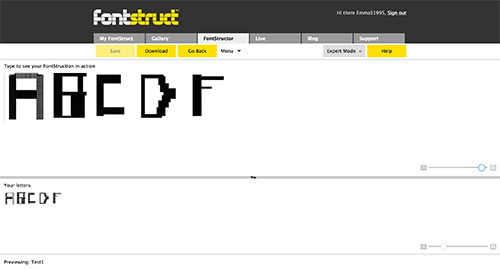 fontstruct
Hi there EmmaS1995, Sign out
My FontStruct Gallery FontStructor Live Blog Support
Save Download Go Back Menu Expert Mode Help
Type to see your FontStruction in action:
ABCDF
Your letters:
ABCDF
Previewing: Test1